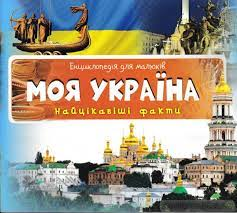 Енциклопедія для малюків
МОЯ УКРАЇНА
Найцікавіші факти